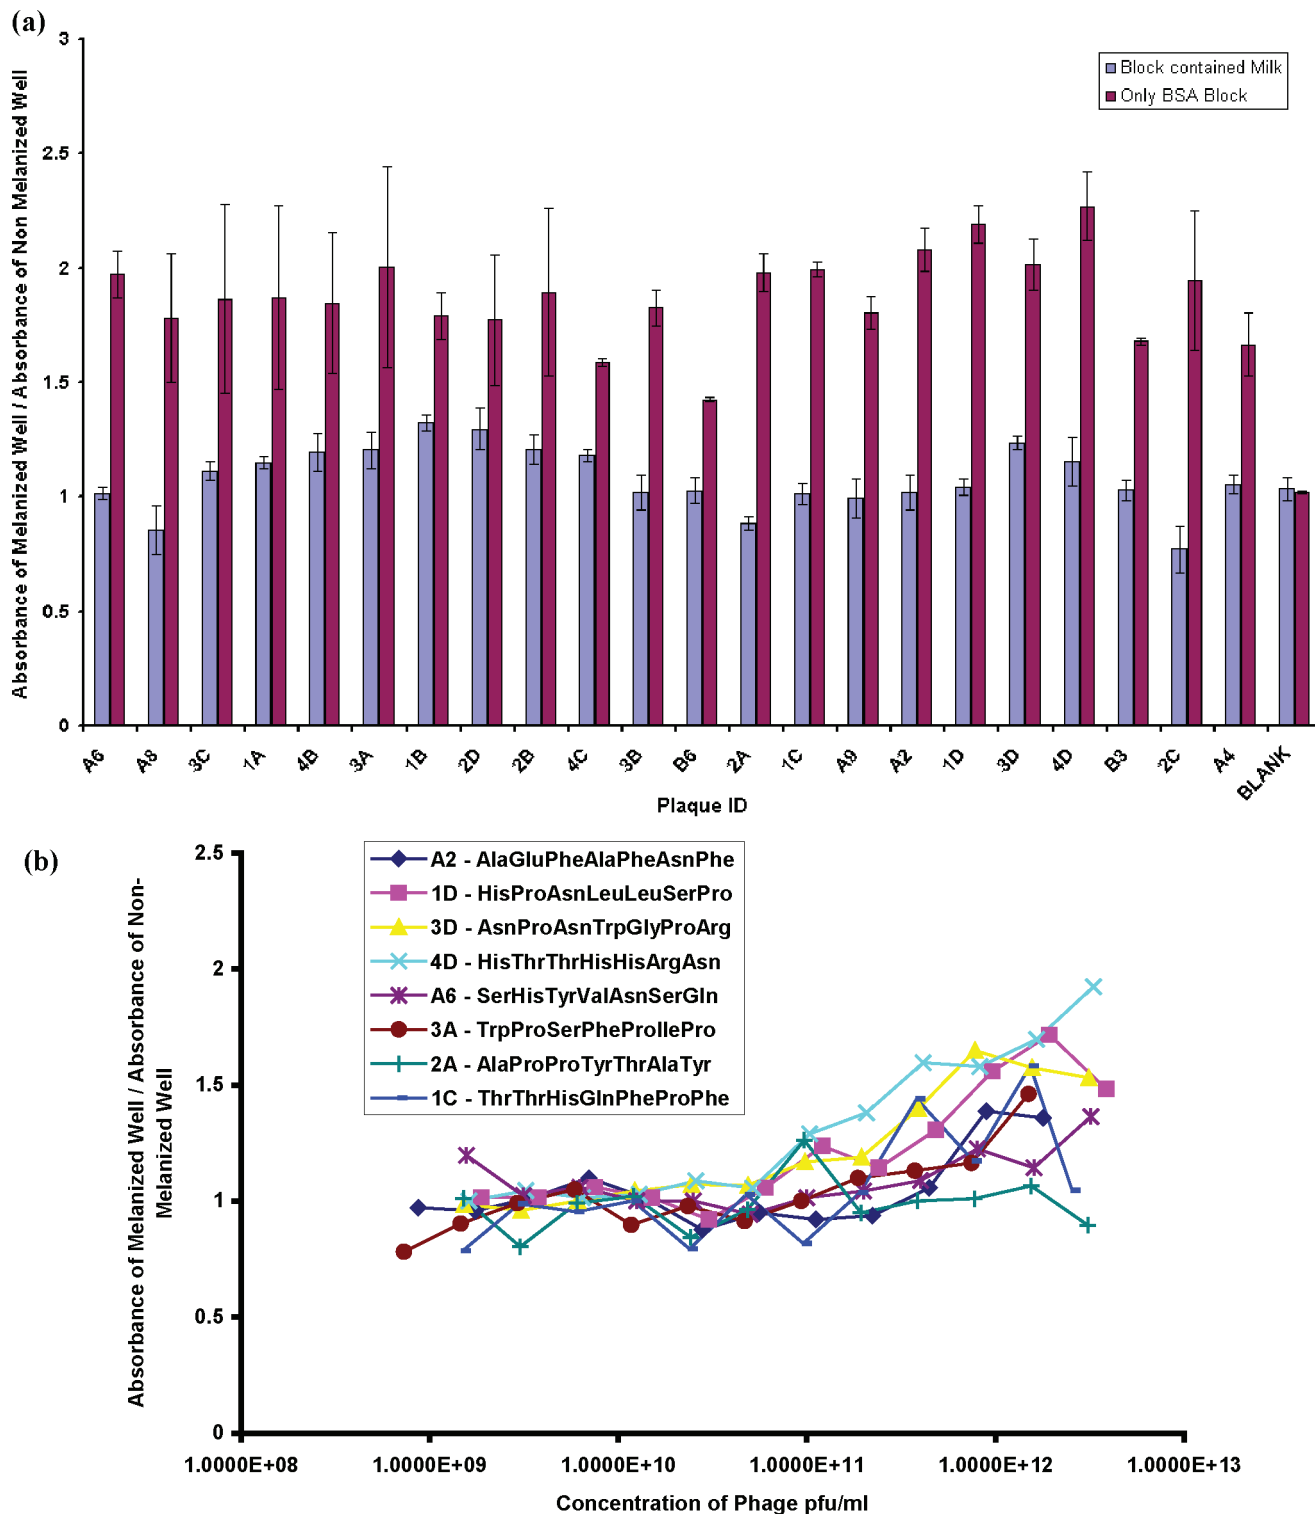 (a)
3
2.5
2
1.5
1
0.5
0
Absorbance of Melanized Well / Absorbance of Non Melanized Well
Block contained Milk
Only BSA Block
A6 A8 3C 1A 4B 3A 1B 2D 2B 4C 3B B6 2A 1C A9 A2 1D 3D 4D B3 2C A4 BLANK
Plaque ID
(b)
2.5
2
1.5
1
0.5
0
Absorbance of Melanized Well / Absorbance of Non-
Melanized Well
A2 - AlaGluPheAlaPheAsnPhe
1D - HisProAsnLeuLeuSerPro
3D - AsnProAsnTrpGlyProArg
4D - HisThrThrHisHisArgAsn
A6 - SerHisTyrValAsnSerGln
3A - TrpProSerPheProIlePro
2A - AlaProProTyrThrAlaTyr
1C - ThrThrHisGlnPheProPhe
1.0000E+08 1.0000E+09 1.0000E+10 1.0000E+11 1.0000E+12 1.0000E+13
Concentration of Phage pfu/ml